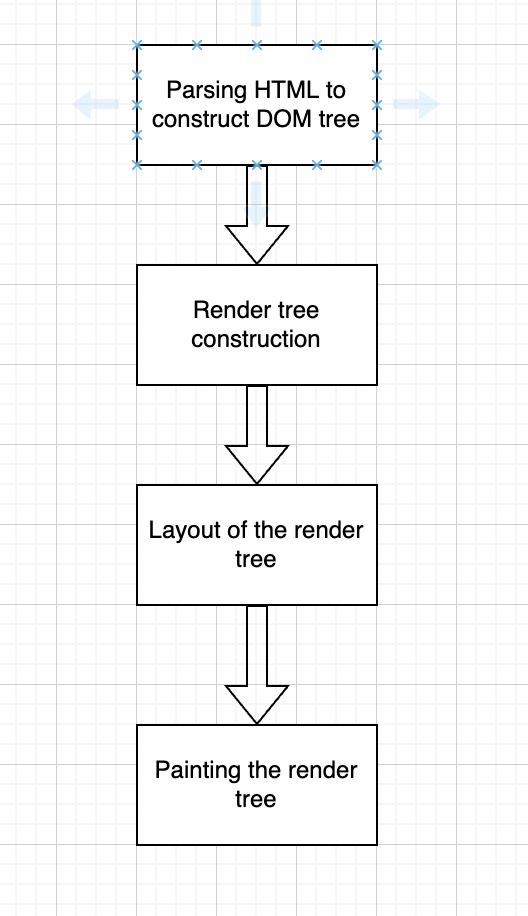 Parsing HTML to
construct DOM tree
Render tree
construction
Layout of the render
tree
Painting the render
tree